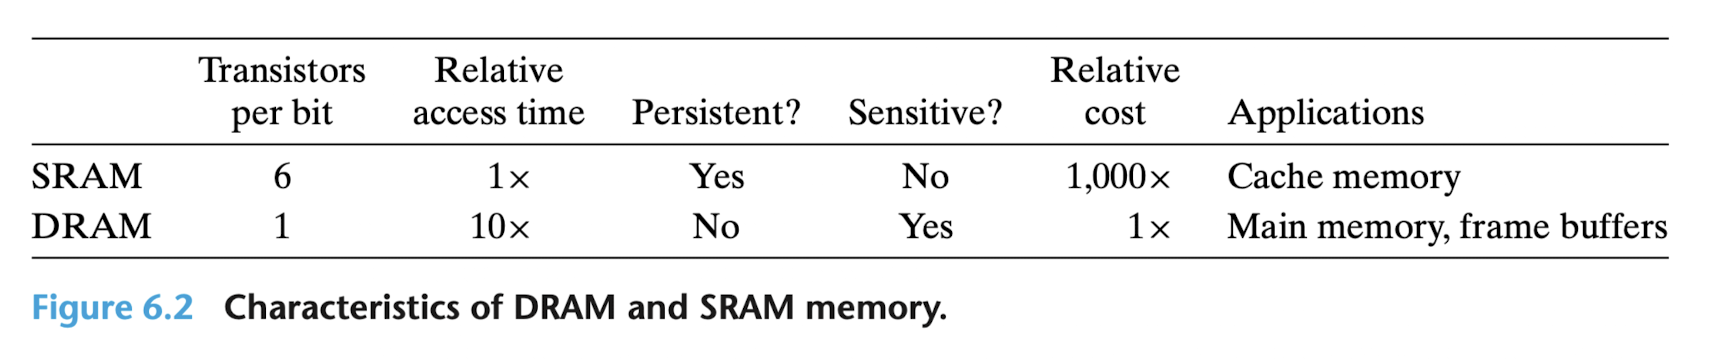 Transistors Relative Relative
per bit access time Persistent? Sensitive? cost Applications
SRAM 6 1× Yes No 1,000× Cache memory
DRAM 1 10× No Yes 1× Main memory, frame buffers
Figure 6.2 Characteristics of DRAM and SRAM memory.